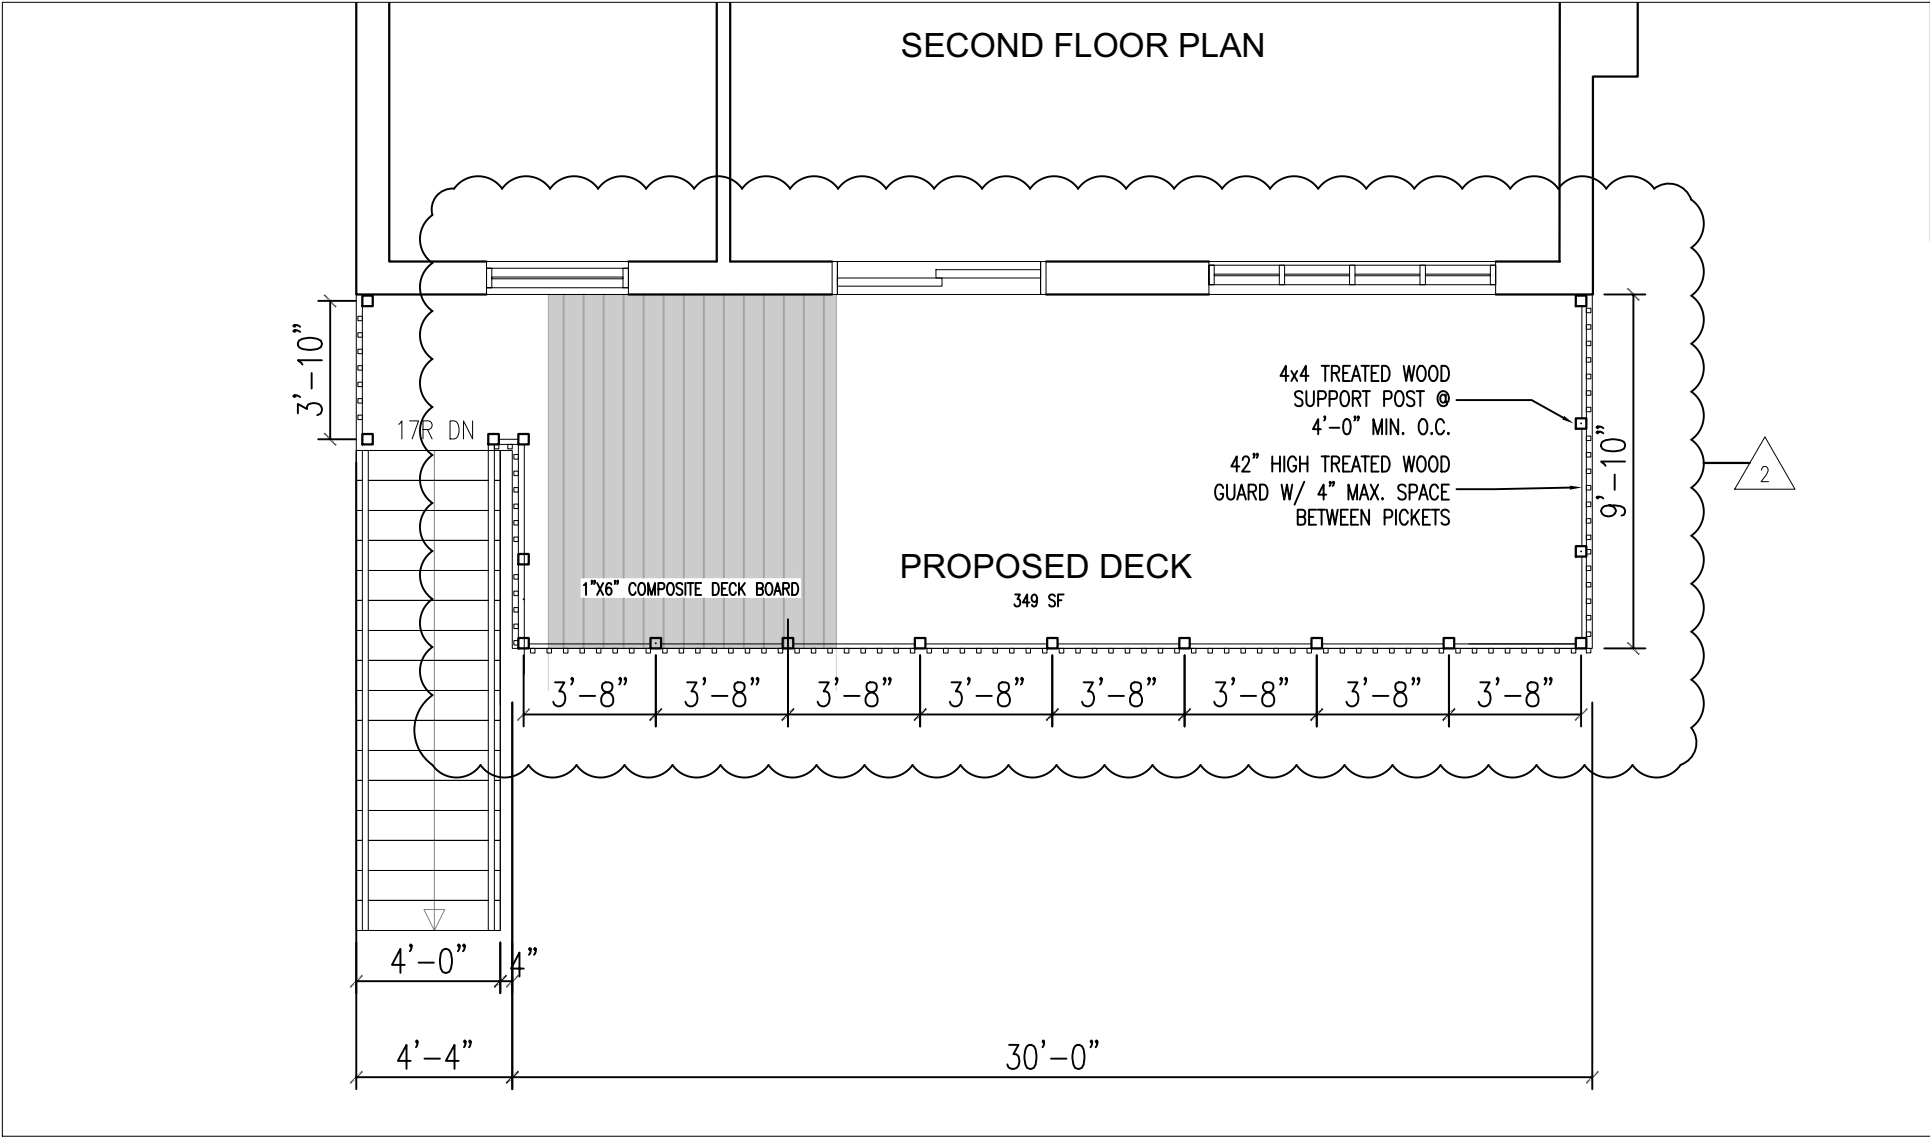 SECOND FLOOR PLAN
3'-10"
17R DN
4x4 TREATED WOOD
SUPPORT POST @
4'-0" MIN. O.C.
42" HIGH TREATED WOOD
GUARD W/ 4" MAX. SPACE
BETWEEN PICKETS
9'-10"
2
PROPOSED DECK
349 SF
1"X6" COMPOSITE DECK BOARD
3'-8" 3'-8" 3'-8" 3'-8" 3'-8" 3'-8" 3'-8" 3'-8"
4'-0" 4"
4'-4" 30'-0"